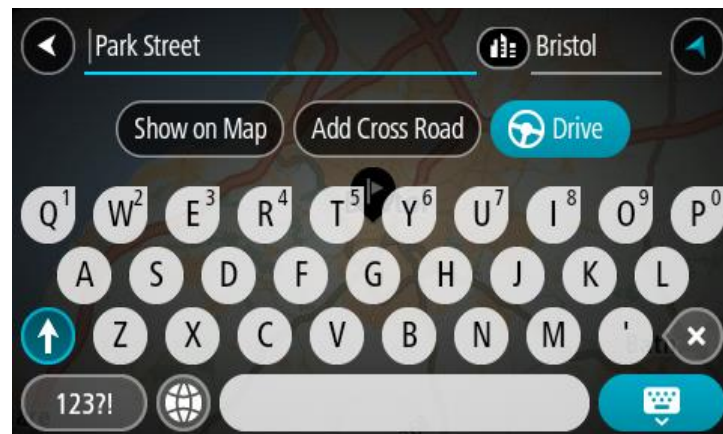 Park Street Bristol
Show on Map Add Cross Road Drive
Q1 W2 E3 R4 T5 Y6 U7 I8 O9 P0
A S D F G H J K L
Z X C V B N M '
123?!